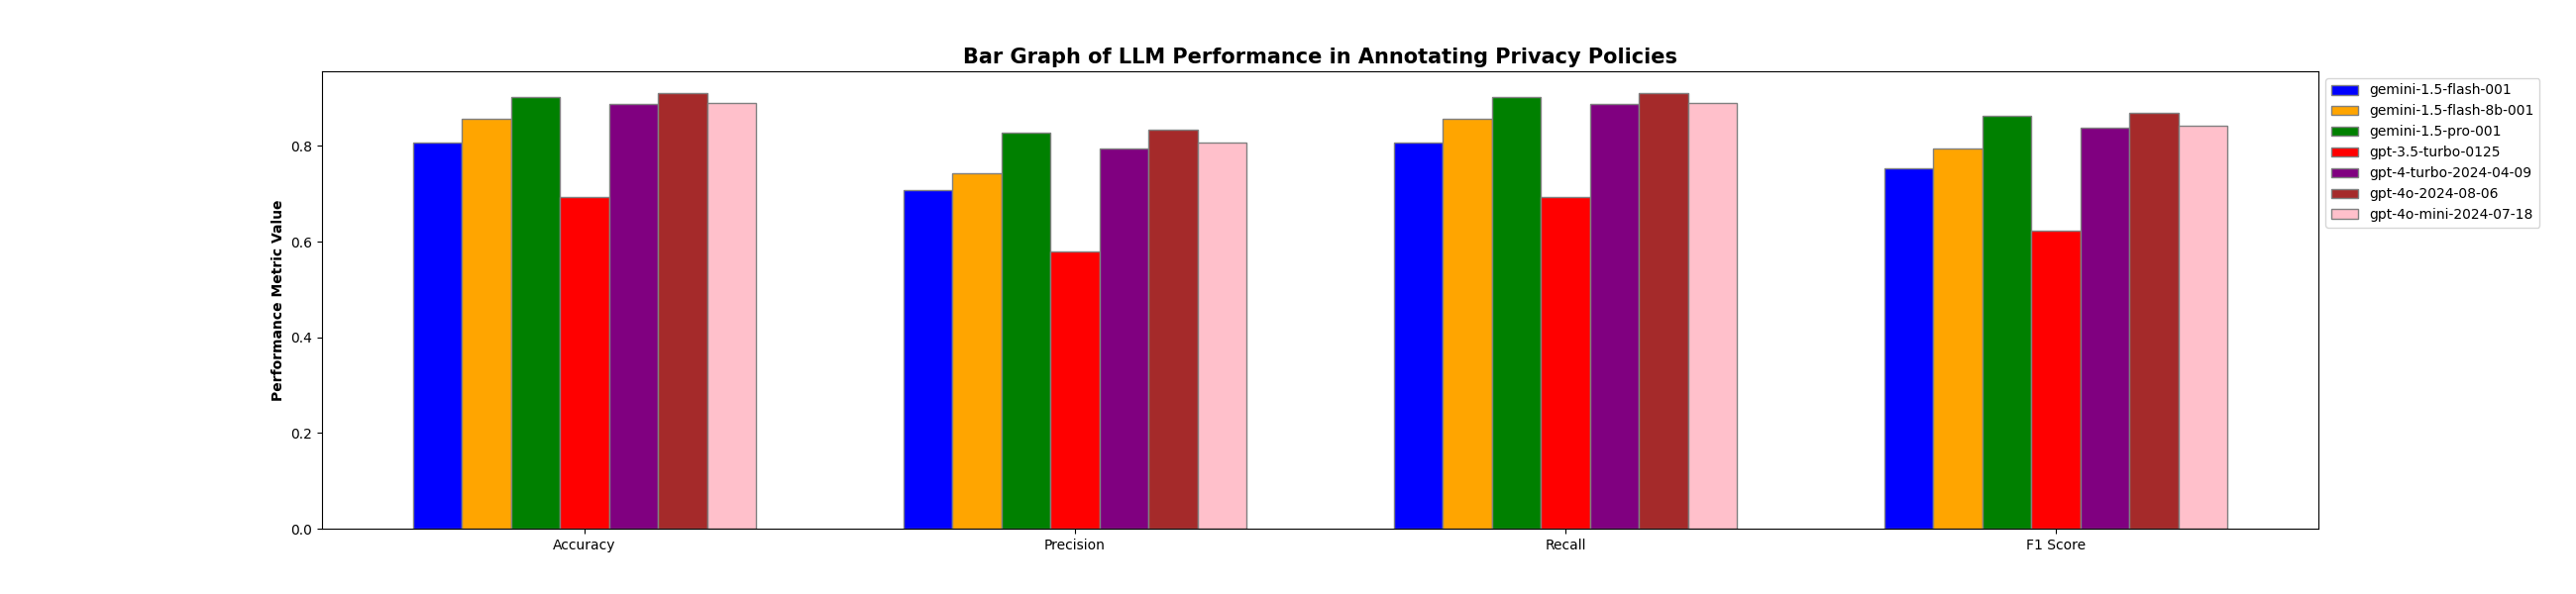 Bar Graph of LLM Performance in Annotating Privacy Policies
Performance Metric Value
0.8
0.6
0.4
0.2
0.0
Accuracy
Precision
Recall
F1 Score
gemini-1.5-flash-001
gemini-1.5-flash-8b-001
gemini-1.5-pro-001
gpt-3.5-turbo-0125
gpt-4-turbo-2024-04-09
gpt-4o-2024-08-06
gpt-4o-mini-2024-07-18